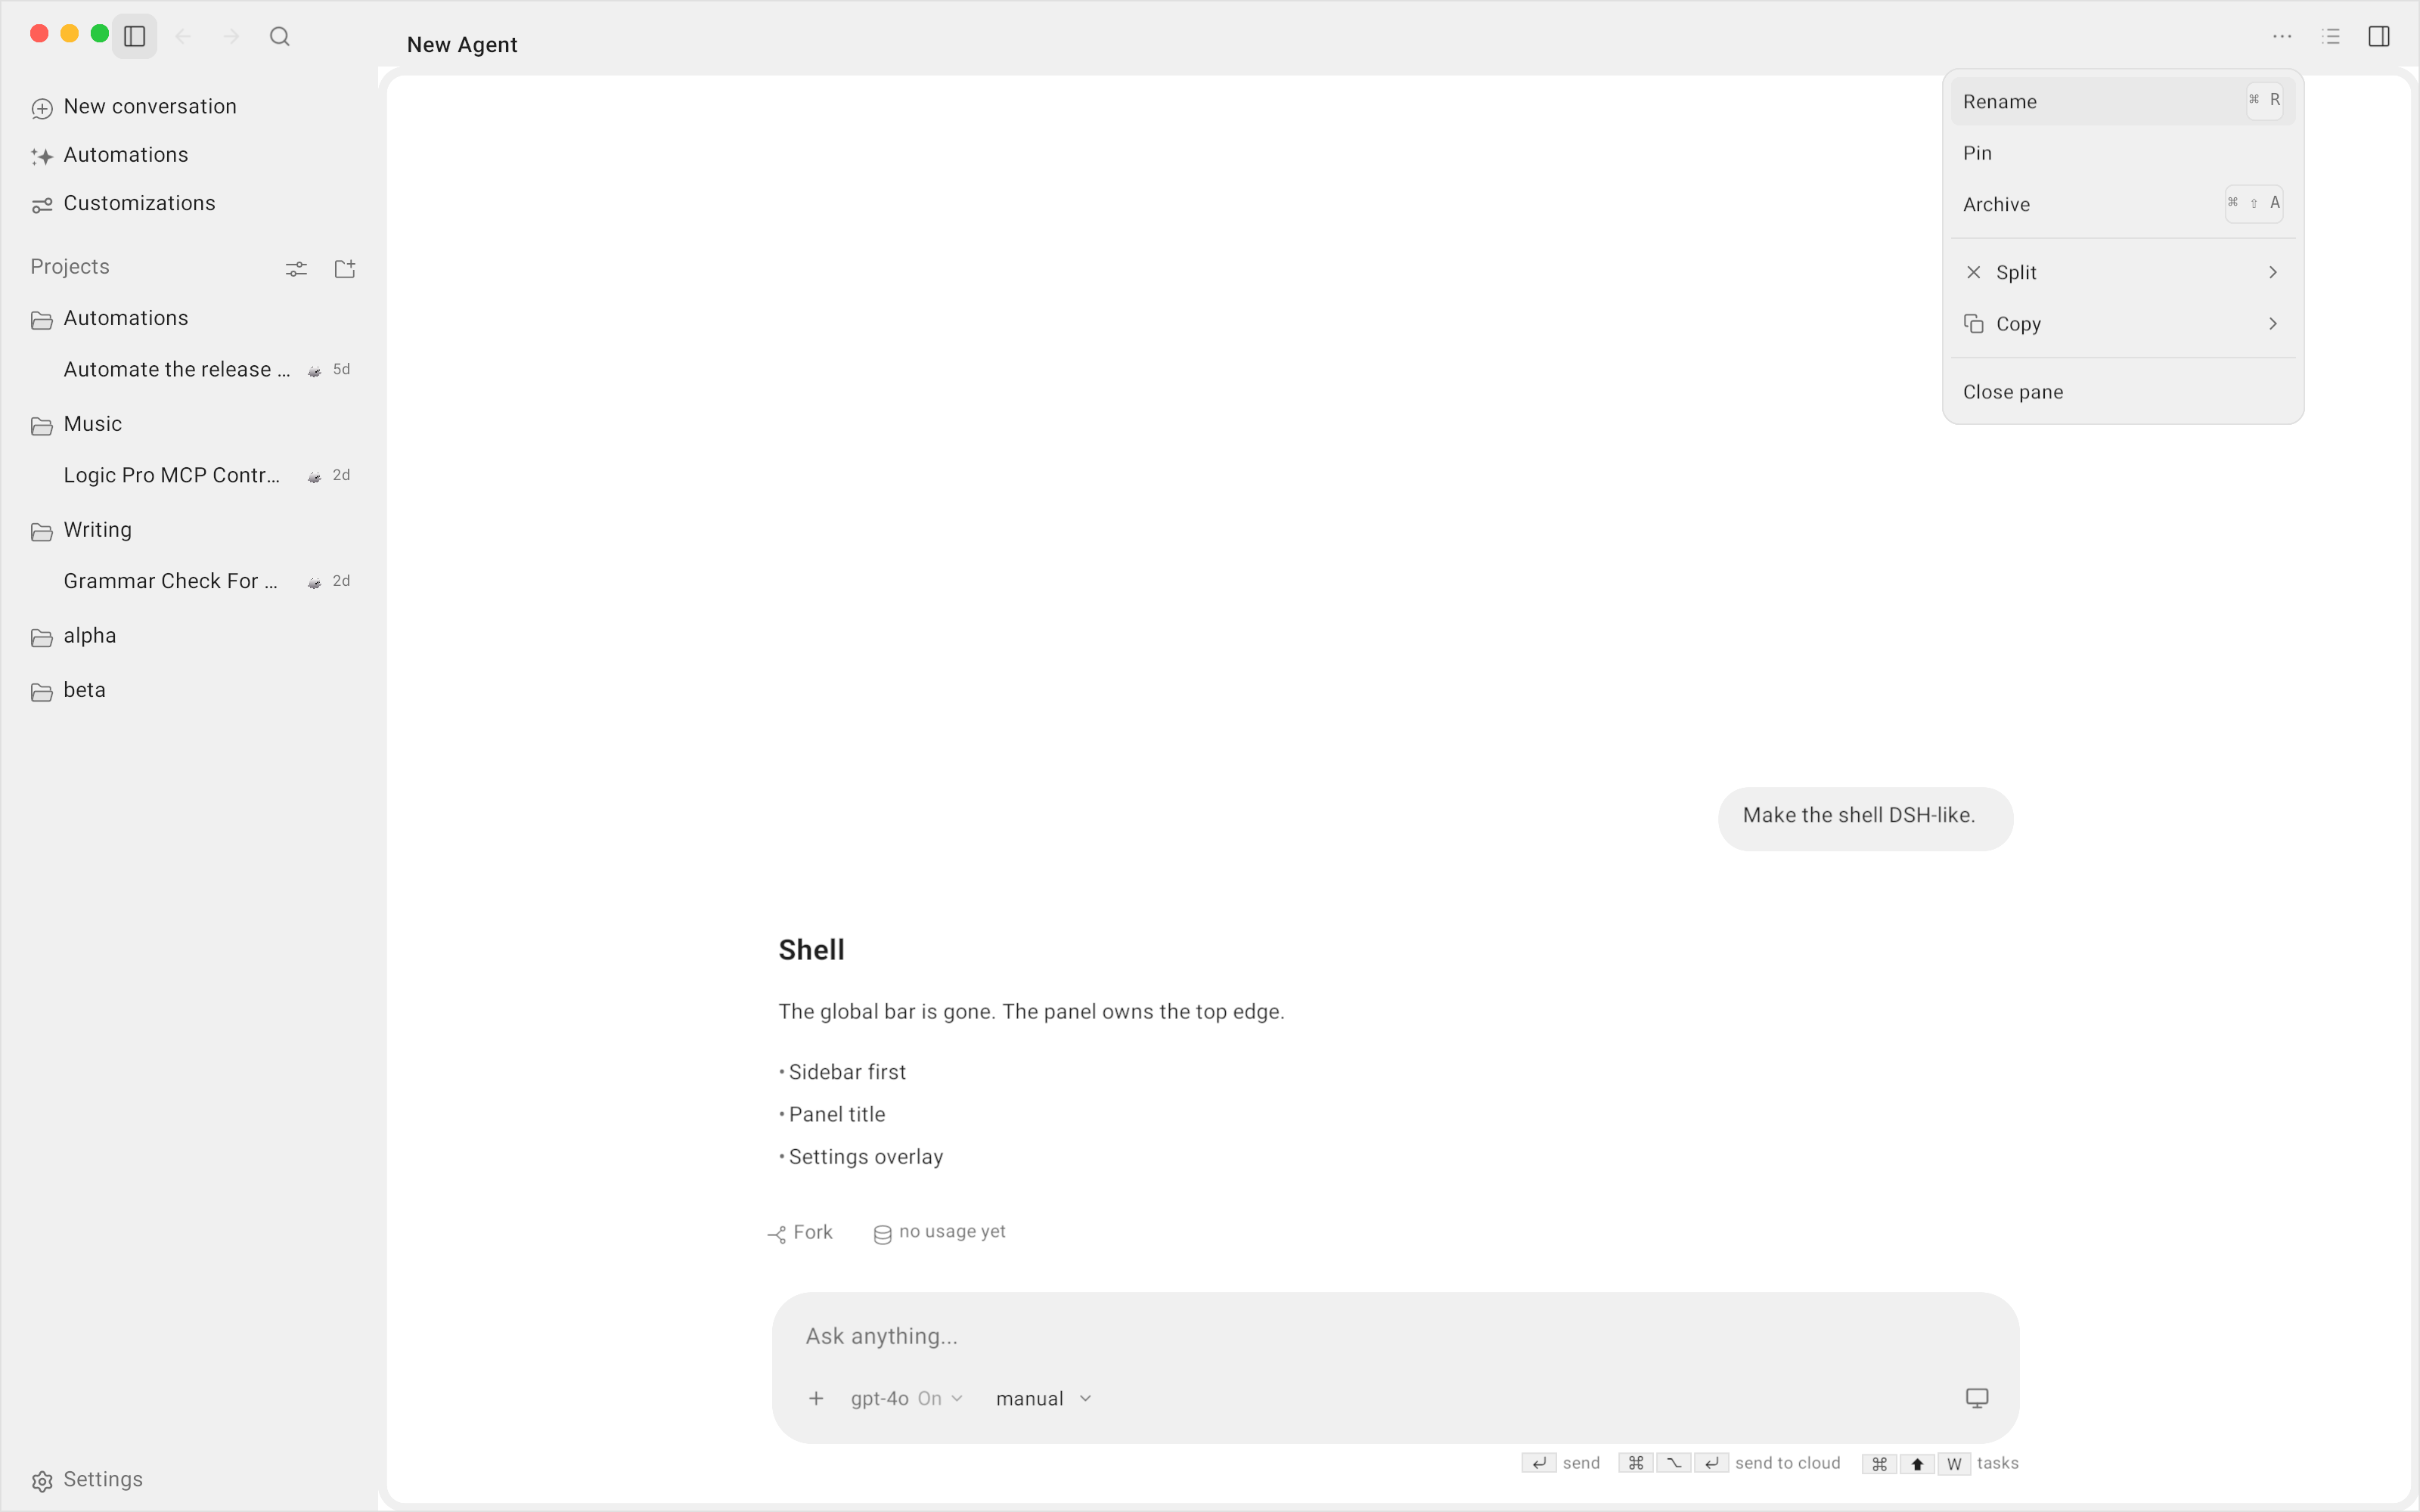 New Agent
New conversation
Automations
Customizations
Projects
Automations
Automate the release ... 5d
Music
Logic Pro MCP Contr... 2d
Writing
Grammar Check For ... 2d
alpha
beta
Settings
Rename ⌘ R
Pin
Archive ⌘ ⇧ A
Split
Copy
Close pane
Make the shell DSH-like.
Shell
The global bar is gone. The panel owns the top edge.
• Sidebar first
• Panel title
• Settings overlay
Fork no usage yet
Ask anything...
gpt-4o On manual
↵ send ⌘ ⌥ ↵ send to cloud ⌘ ⬆ W tasks